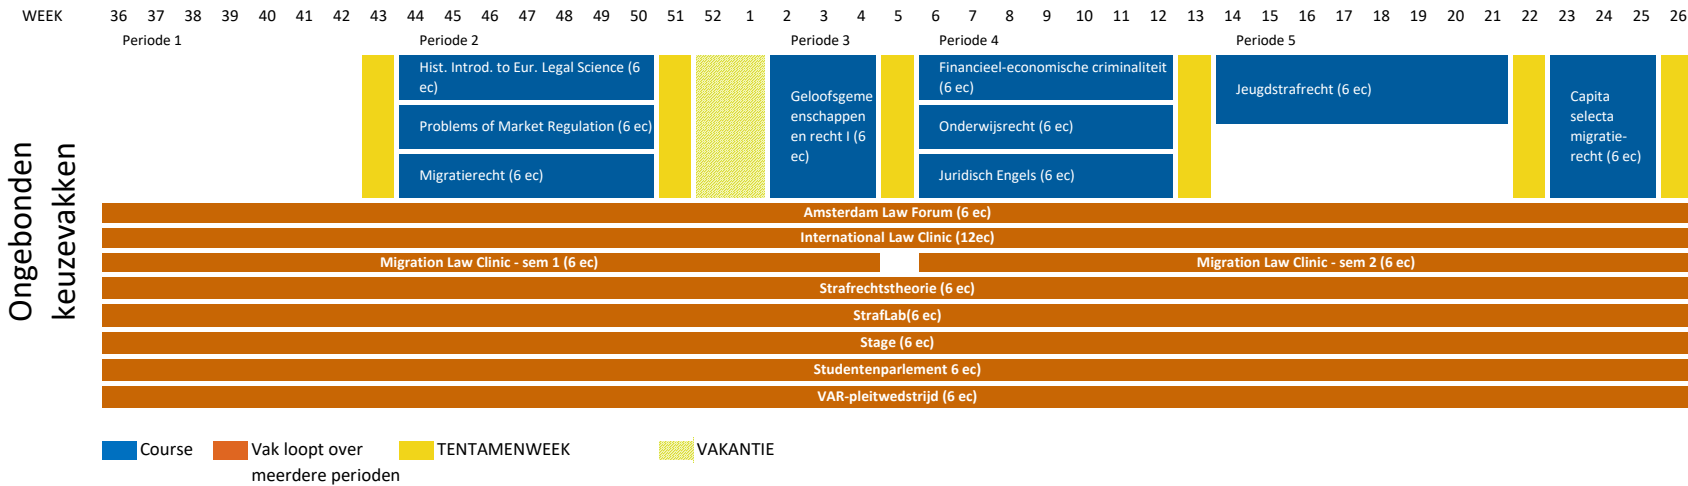 WEEK 36 37 38 39 40 41 42 43 44 45 46 47 48 49 50 51 52 1 2 3 4 5 6 7 8 9 10 11 12 13 14 15 16 17 18 19 20 21 22 23 24 25 26
Periode 1 Periode 2 Periode 3 Periode 4 Periode 5
Ongebonden
keuzevakken
Hist. Introd. to Eur. Legal Science (6
ec)
Problems of Market Regulation (6 ec)
Migratierecht (6 ec)
Geloofsgeme
enschappen
en recht I (6
ec)
Financieel-economische criminaliteit
(6 ec)
Onderwijsrecht (6 ec)
Juridisch Engels (6 ec)
Jeugdstrafrecht (6 ec)
Capita
selecta
migratie-
recht (6 ec)
Amsterdam Law Forum (6 ec)
International Law Clinic (12ec)
Migration Law Clinic - sem 1 (6 ec) Migration Law Clinic - sem 2 (6 ec)
Strafrechtstheorie (6 ec)
StrafLab(6 ec)
Stage (6 ec)
Studentenparlement 6 ec)
VAR-pleitwedstrijd (6 ec)
Course
Vak loopt over
meerdere perioden
TENTAMENWEEK
VAKANTIE